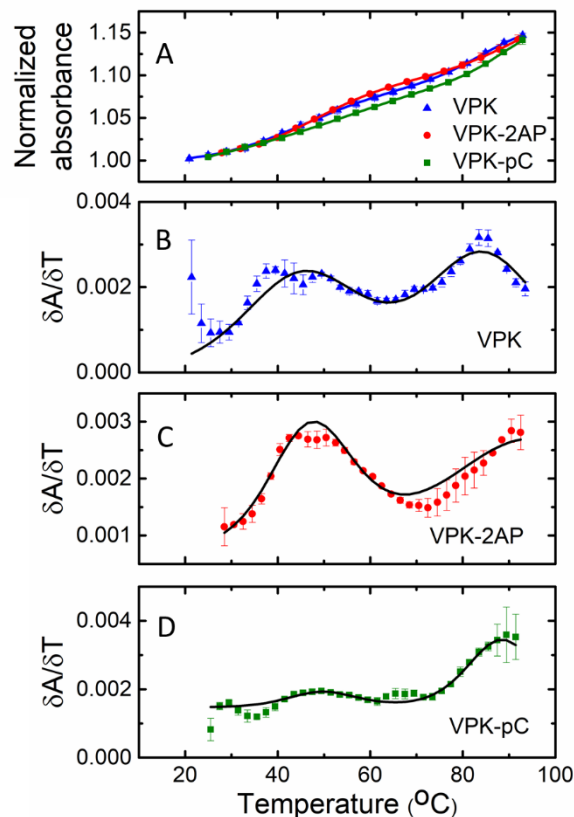 Normalized
absorbance
A
1.15
1.10
1.05
1.00
VPK
VPK-2AP
VPK-pC
δA/δT
B
0.004
0.002
0.000
VPK
δA/δT
C
0.003
0.002
0.001
VPK-2AP
δA/δT
D
0.004
0.002
0.000
VPK-pC
20 40 60 80 100
Temperature (ºC)